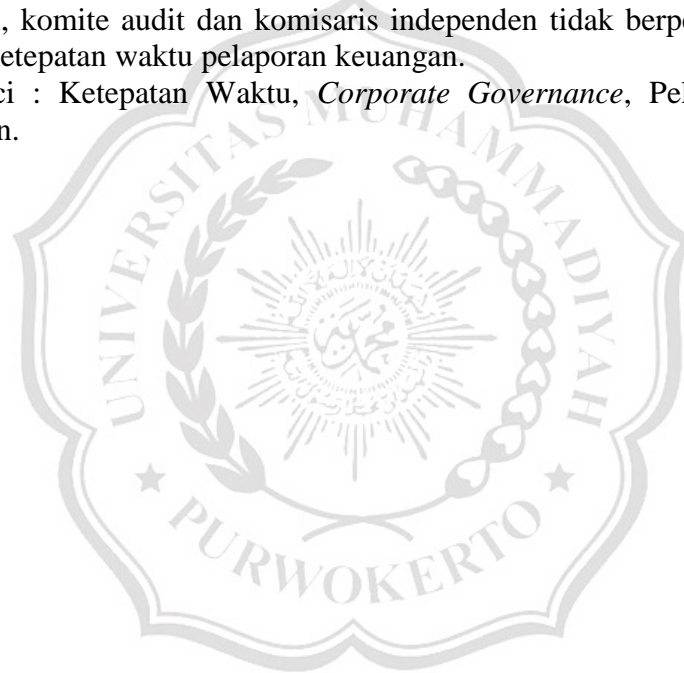 , komite audit dan komisaris independen tidak berpe
etepatan waktu pelaporan keuangan.
ci : Ketepatan Waktu, Corporate Governance, Pel
n.
UNIVERSITAS MUHAMMADIYAH
PURWOKERTO